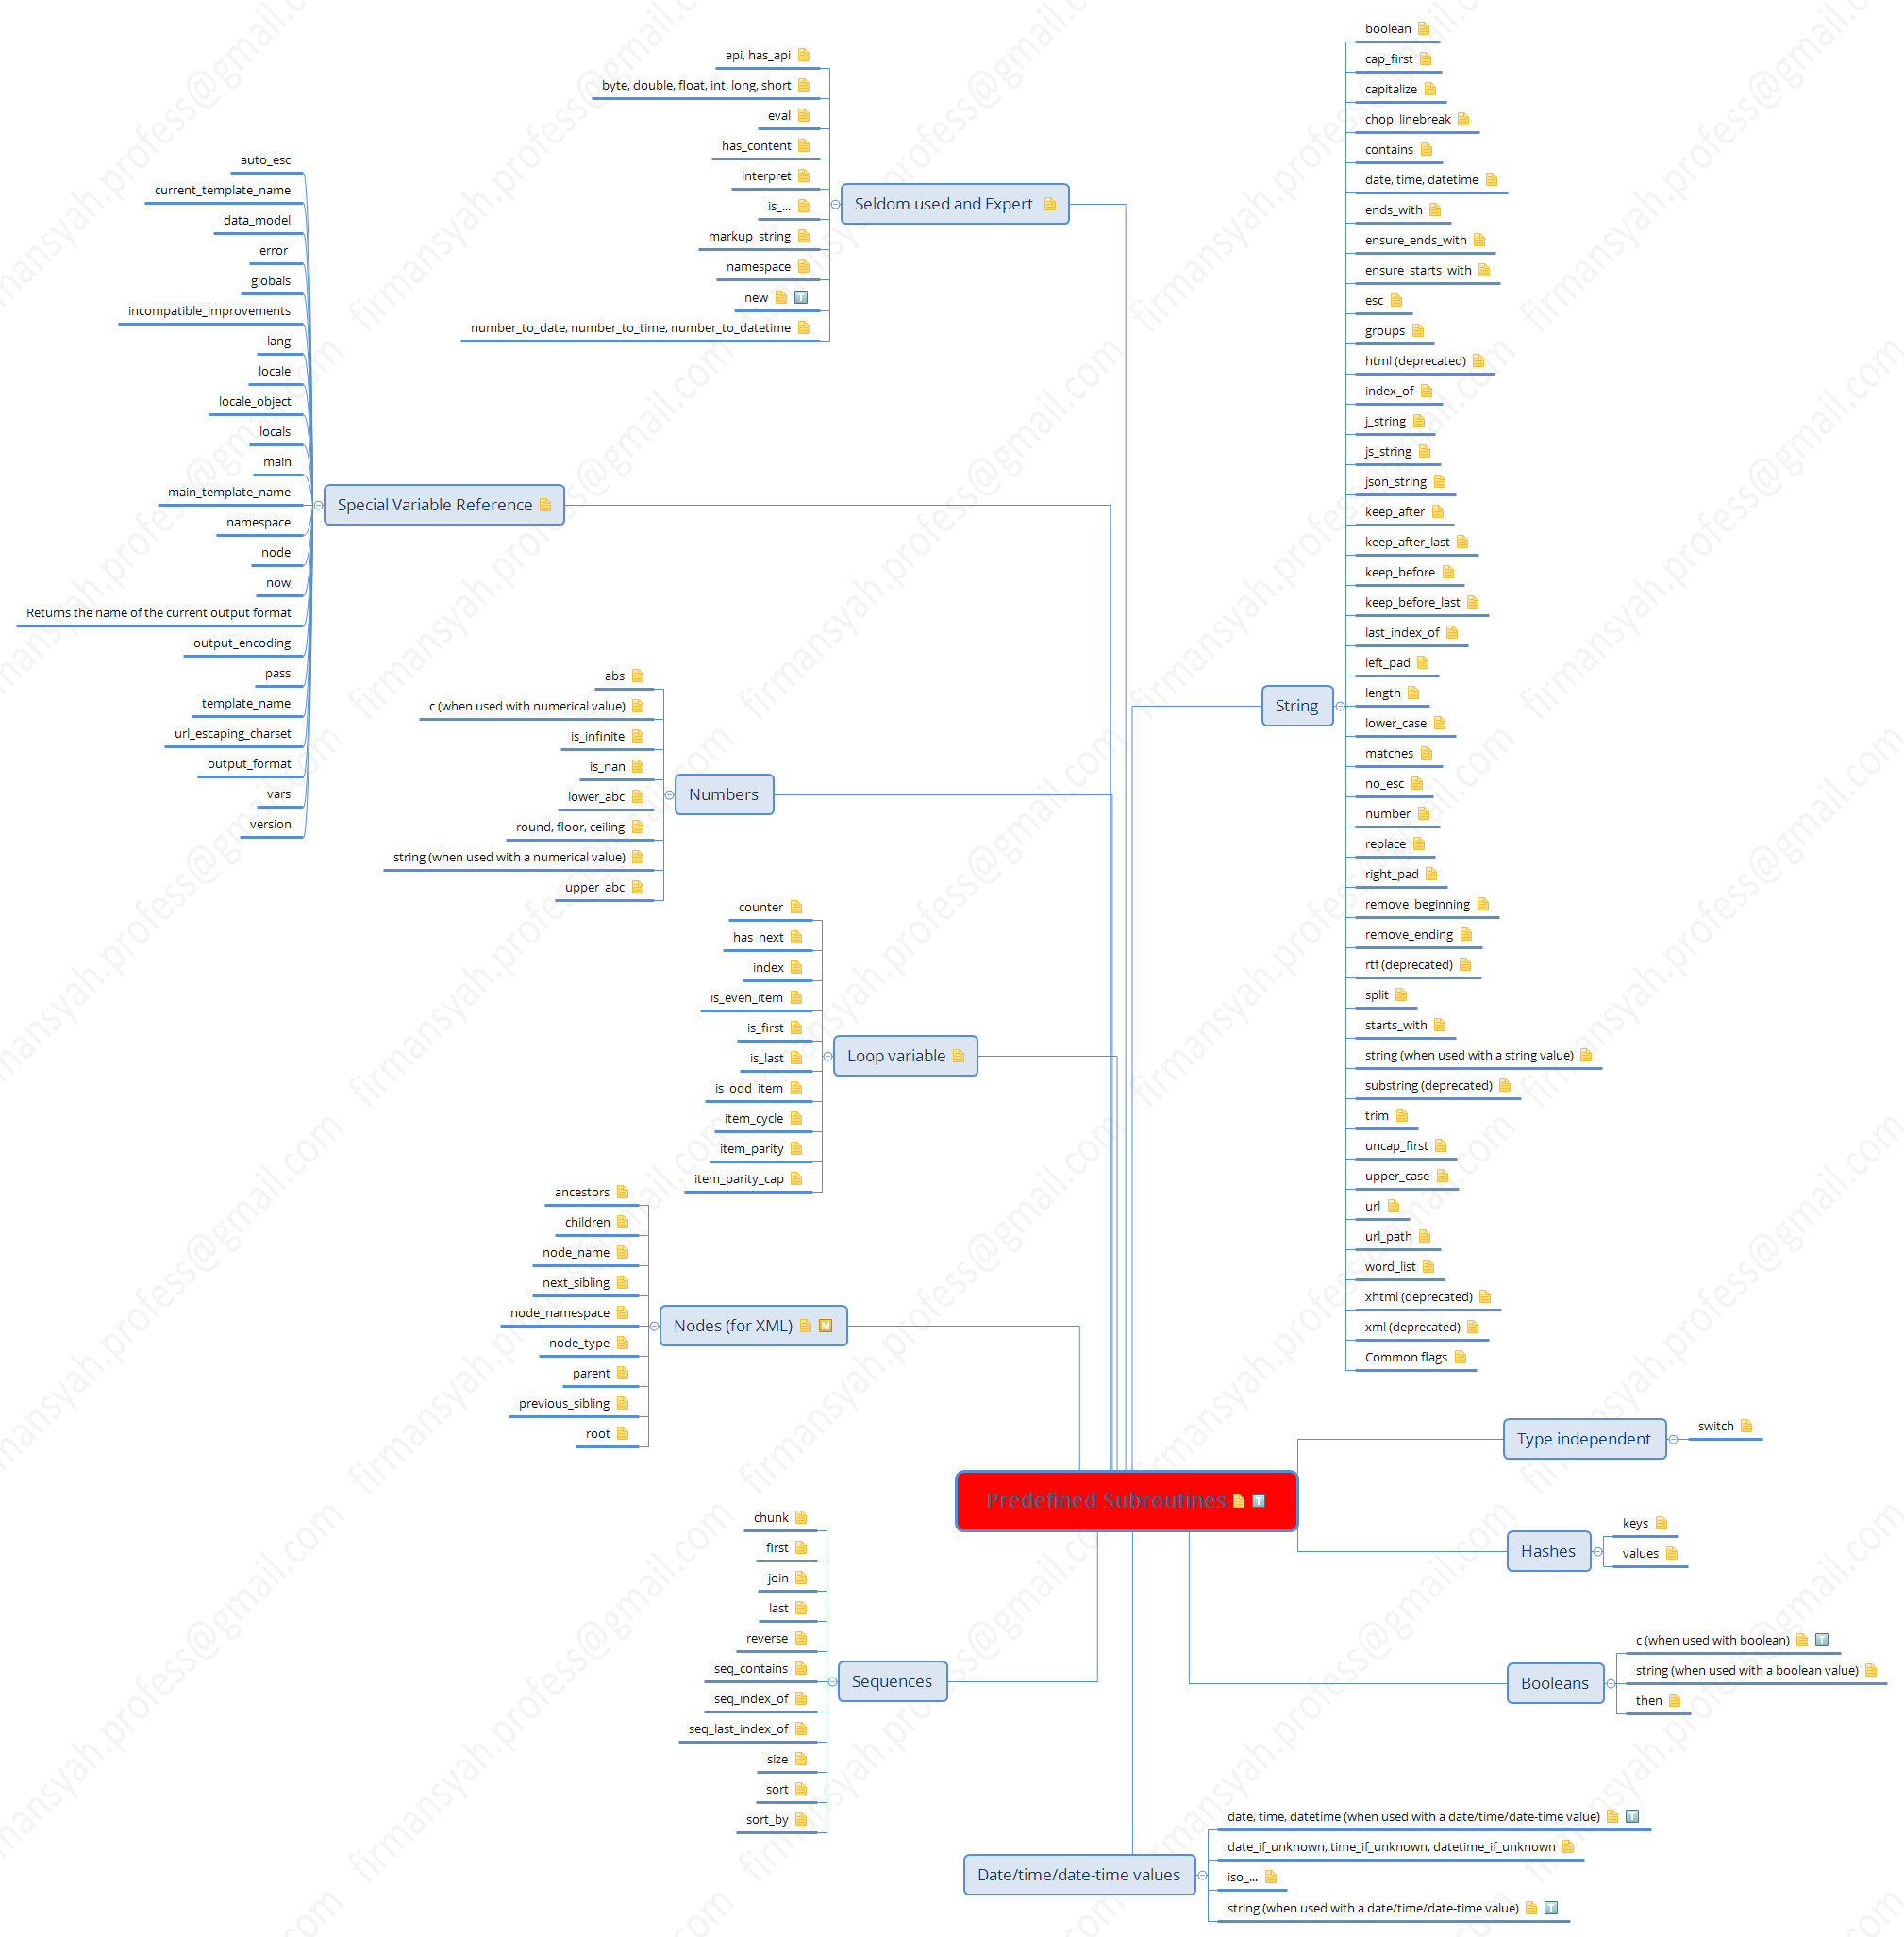 Predefined Subroutines
Seldom used and Expert
api, has_api
byte, double, float, int, long, short
eval
has_content
interpret
is_...
markup_string
namespace
new
number_to_date, number_to_time, number_to_datetime
Special Variable Reference
auto_esc
current_template_name
data_model
error
globals
incompatible_improvements
lang
locale
locale_object
locals
main
main_template_name
namespace
node
now
Returns the name of the current output format
output_encoding
pass
template_name
url_escaping_charset
output_format
vars
version
Numbers
abs
c (when used with numerical value)
is_infinite
is_nan
lower_abc
round, floor, ceiling
string (when used with a numerical value)
upper_abc
Loop variable
counter
has_next
index
is_even_item
is_first
is_last
is_odd_item
item_cycle
item_parity
item_parity_cap
Nodes (for XML)
ancestors
children
node_name
next_sibling
node_namespace
node_type
parent
previous_sibling
root
Sequences
chunk
first
join
last
reverse
seq_contains
seq_index_of
seq_last_index_of
size
sort
sort_by
String
boolean
cap_first
capitalize
chop_linebreak
contains
date, time, datetime
ends_with
ensure_ends_with
ensure_starts_with
esc
groups
html (deprecated)
index_of
j_string
js_string
json_string
keep_after
keep_after_last
keep_before
keep_before_last
last_index_of
left_pad
length
lower_case
matches
no_esc
number
replace
right_pad
remove_beginning
remove_ending
rtf (deprecated)
split
starts_with
string (when used with a string value)
substring (deprecated)
trim
uncap_first
upper_case
url
url_path
word_list
xhtml (deprecated)
xml (deprecated)
Common flags
Type independent
switch
Hashes
keys
values
Booleans
c (when used with boolean)
string (when used with a boolean value)
then
Date/time/date-time values
date, time, datetime (when used with a date/time/date-time value)
date_if_unknown, time_if_unknown, datetime_if_unknown
iso_...
string (when used with a date/time/date-time value)
firmansyah.profess@gmail.com